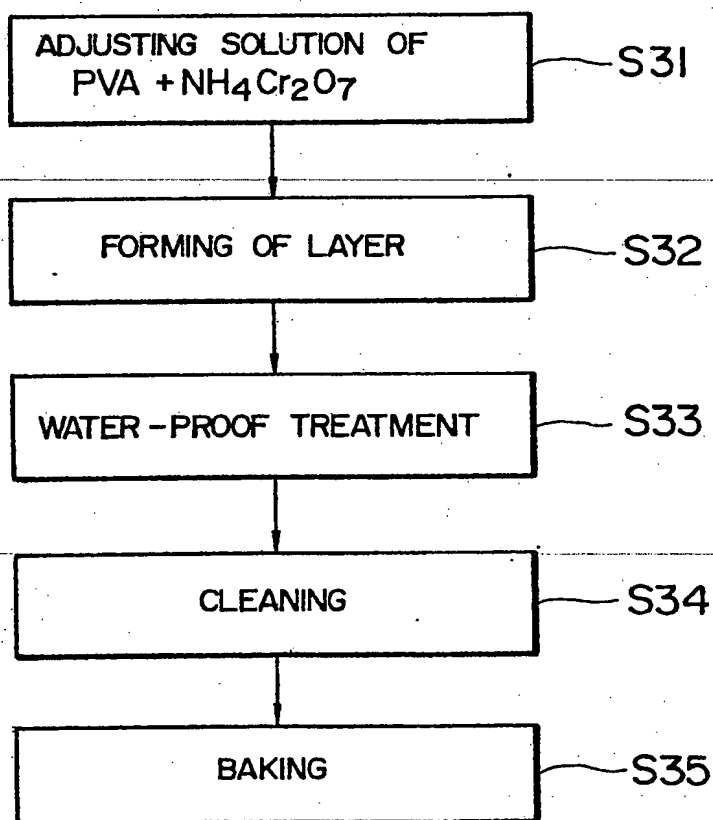 ADJUSTING SOLUTION OF
PVA + NH₄Cr₂O₇
S31
FORMING OF LAYER
S32
WATER-PROOF TREATMENT
S33
CLEANING
S34
BAKING
S35